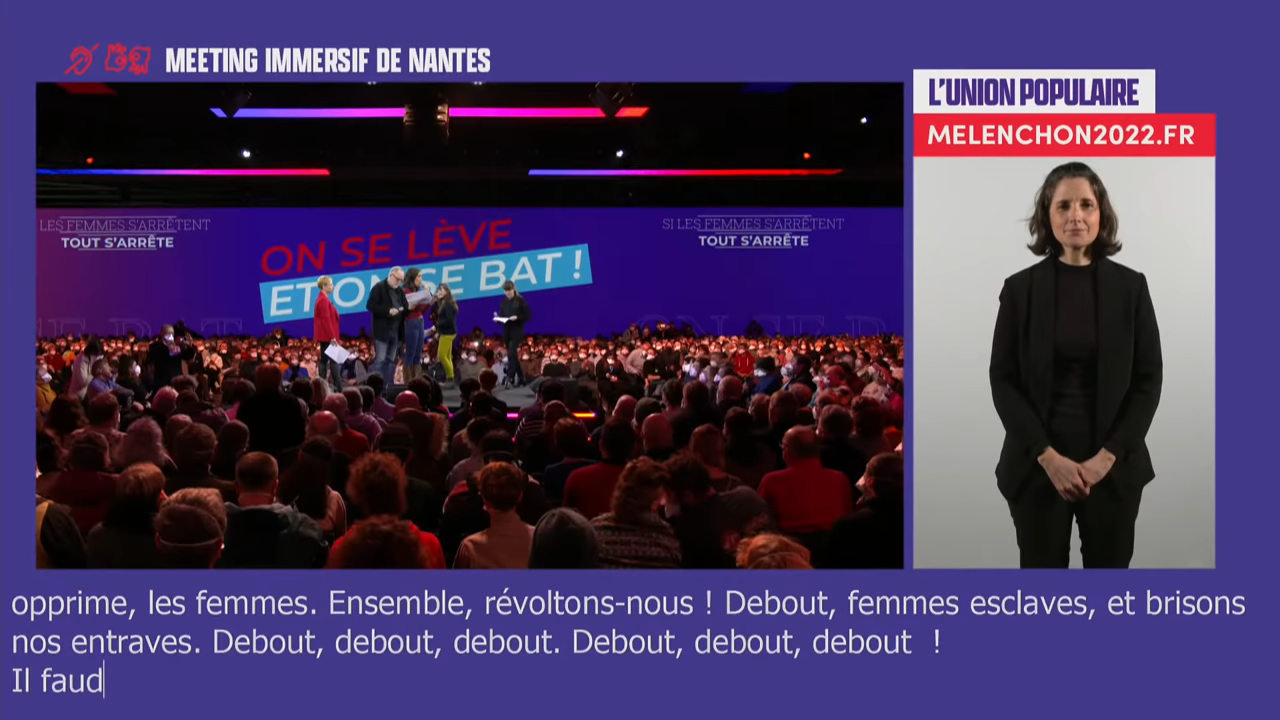 MEETING IMMERSIF DE NANTES
L'UNION POPULAIRE
MELENCHON2022.FR
LES FEMMES S'ARRÊTENT
TOUT S'ARRÊTE
SI LES FEMMES S'ARRÊTENT
TOUT S'ARRÊTE
ON SE LÈVE
ET ON SE BAT !
opprime, les femmes. Ensemble, révoltons-nous ! Debout, femmes esclaves, et brisons
nos entraves. Debout, debout, debout. Debout, debout, debout  !
Il faud